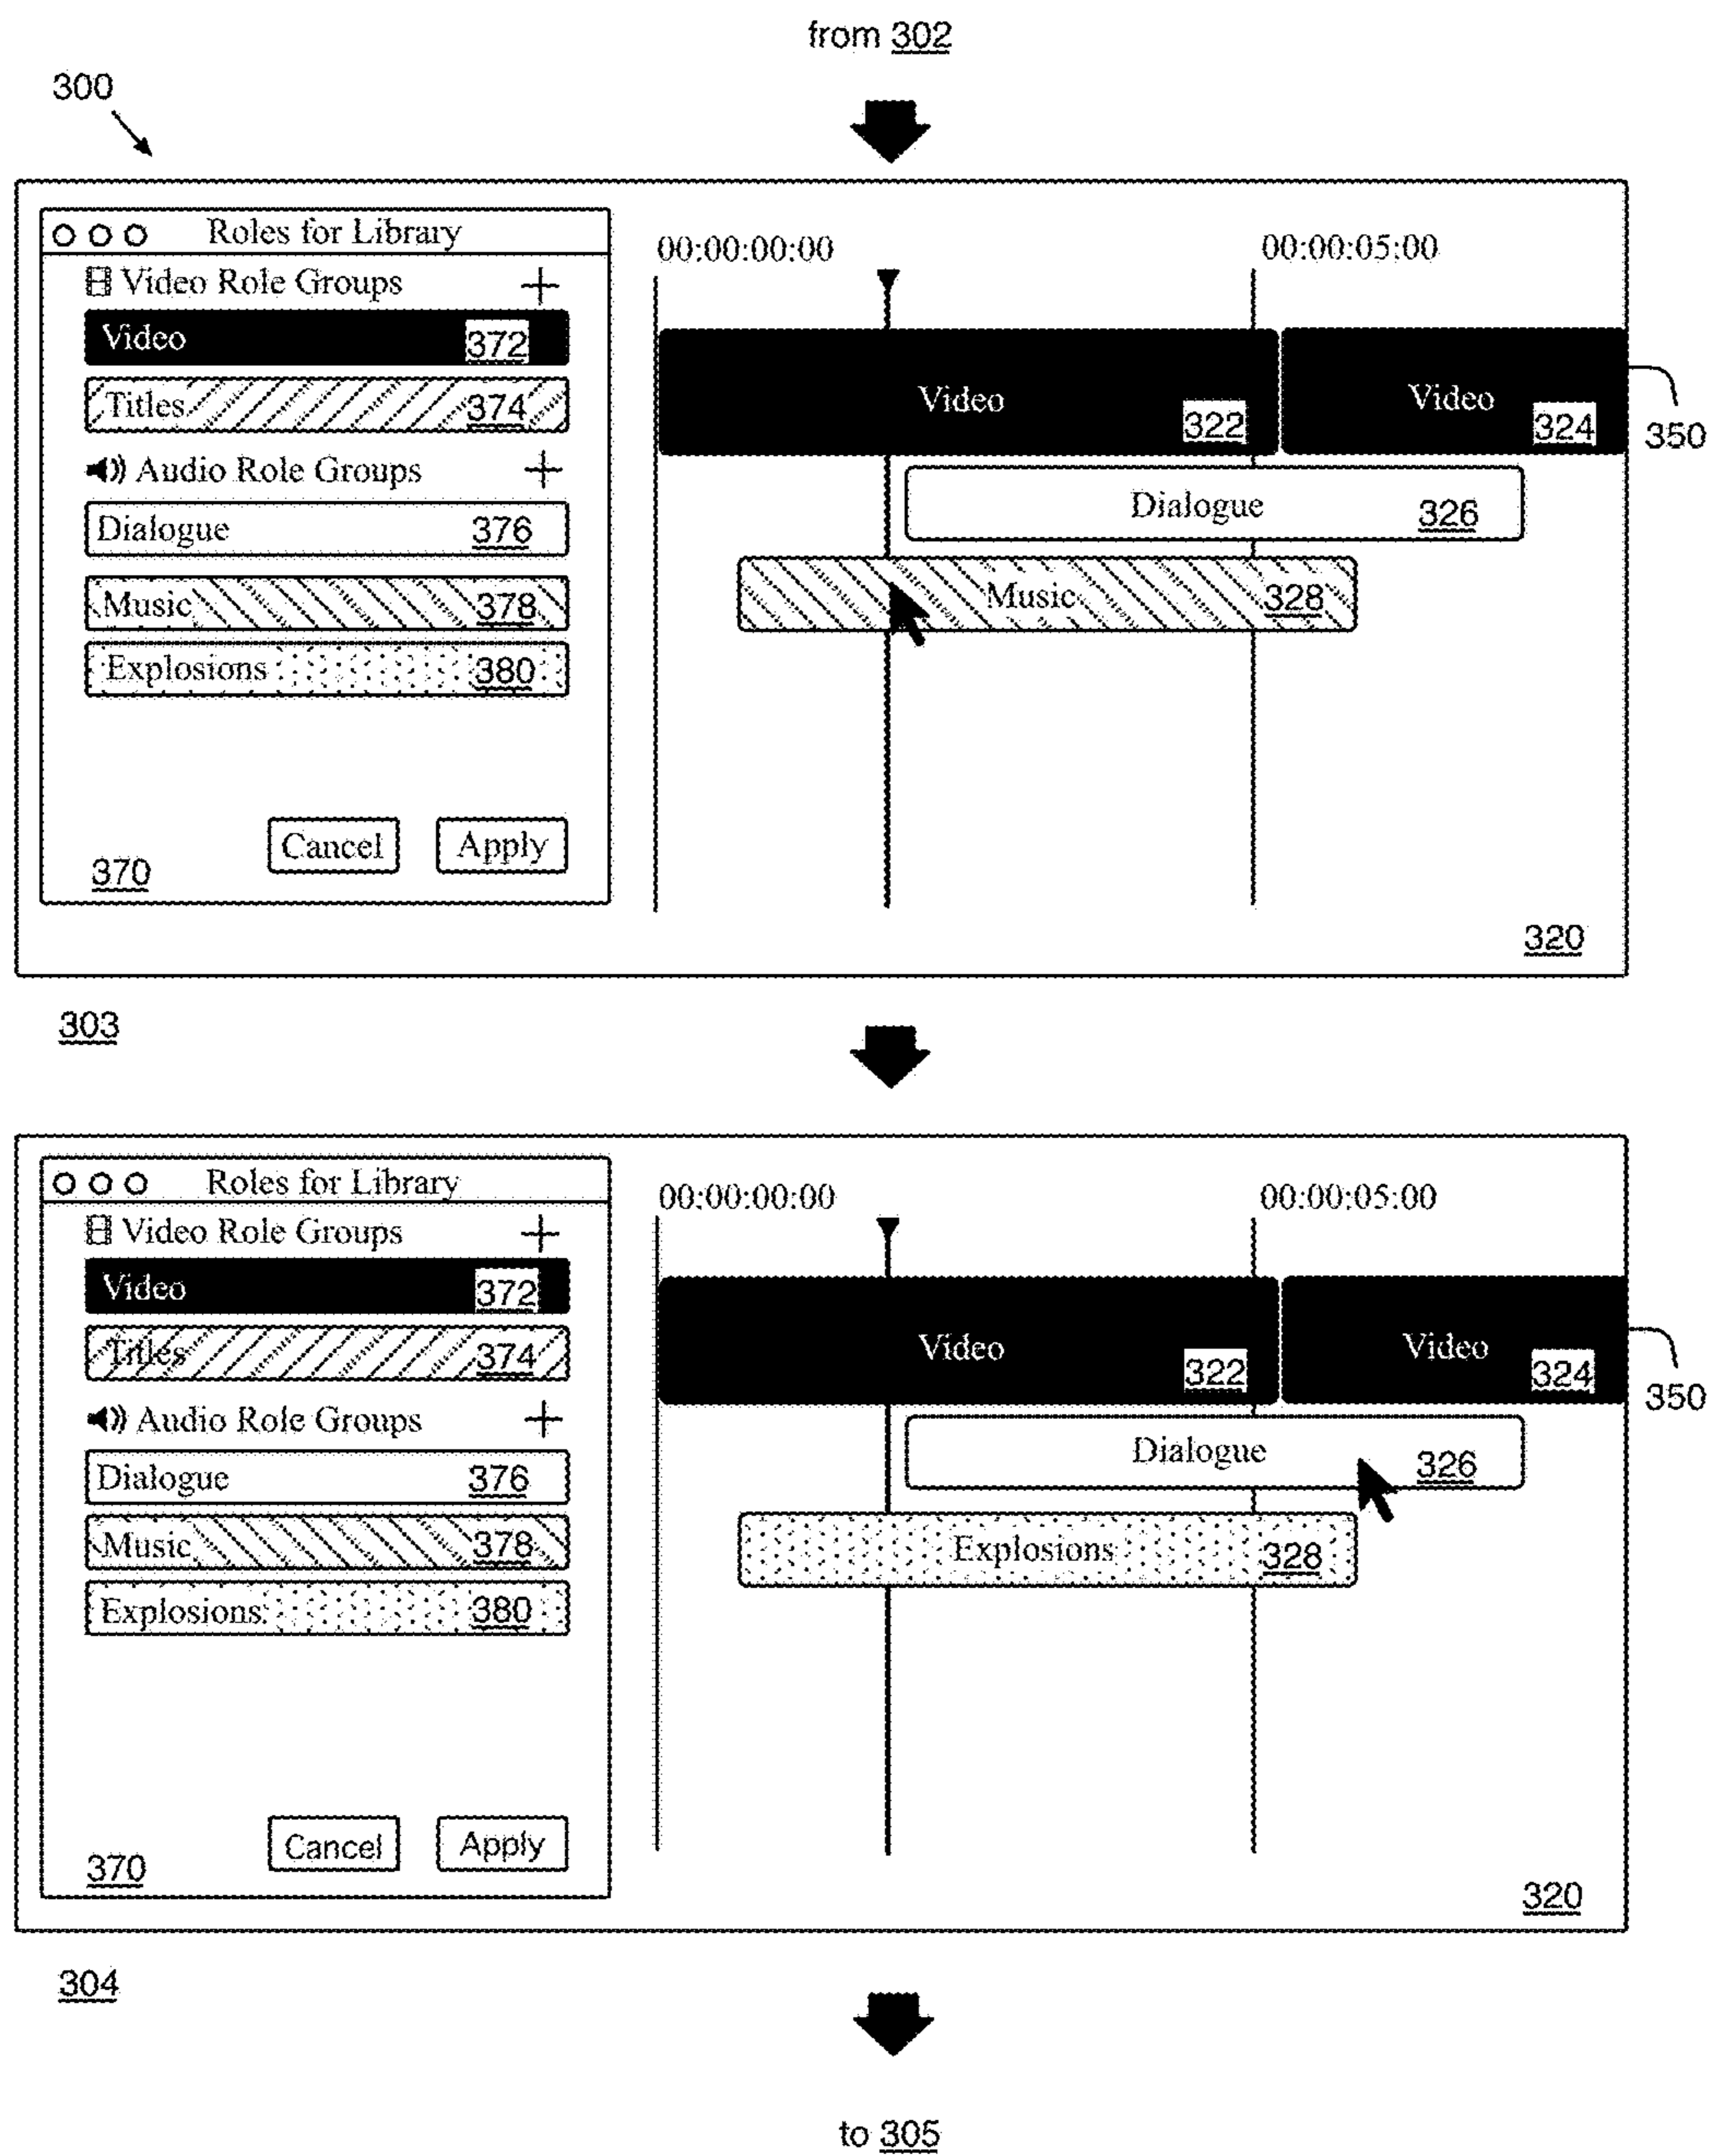 from 302
300
Roles for Library
Video Role Groups +
Video 372
Titles 374
Audio Role Groups +
Dialogue 376
Music 378
Explosions 380
Cancel Apply
370
00:00:00:00 00:00:05:00
Video 322 Video 324
350
Dialogue 326
Music 328
320
303
Roles for Library
Video Role Groups +
Video 372
Titles 374
Audio Role Groups +
Dialogue 376
Music 378
Explosions 380
Cancel Apply
370
00:00:00:00 00:00:05:00
Video 322 Video 324
350
Dialogue 326
Explosions 328
320
304
to 305